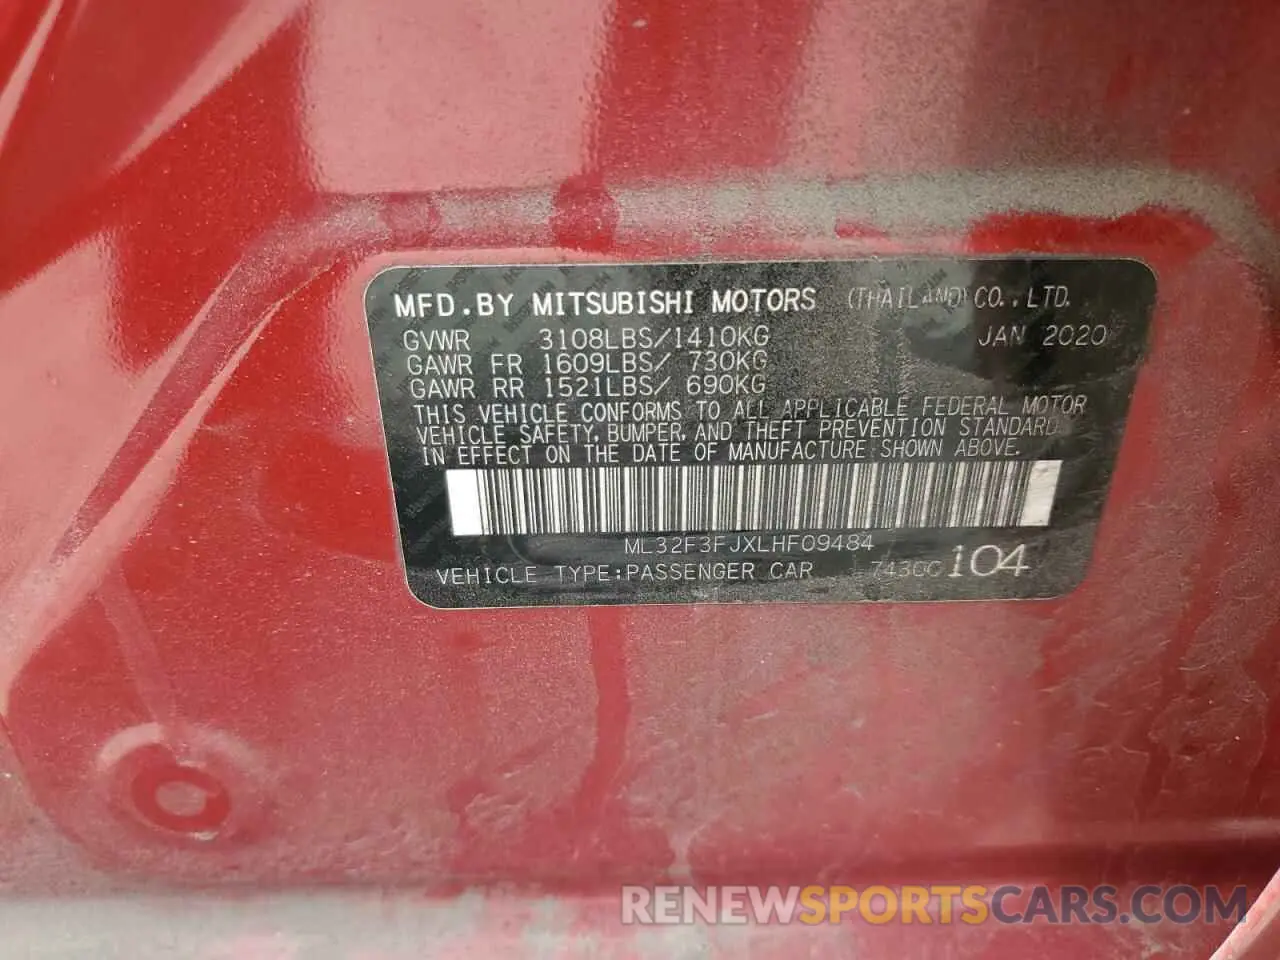 MFD.BY MITSUBISHI MOTORS (THAILAND) CO.,LTD.
GVWR 3108LBS/1410KG JAN 2020
GAWR FR 1609LBS/ 730KG
GAWR RR 1521LBS/ 690KG
THIS VEHICLE CONFORMS TO ALL APPLICABLE FEDERAL MOTOR
VEHICLE SAFETY, BUMPER, AND THEFT PREVENTION STANDARDS
IN EFFECT ON THE DATE OF MANUFACTURE SHOWN ABOVE.
ML32F3FJXLHF09484
VEHICLE TYPE:PASSENGER CAR 104
RENEWSPORTSCARS.COM